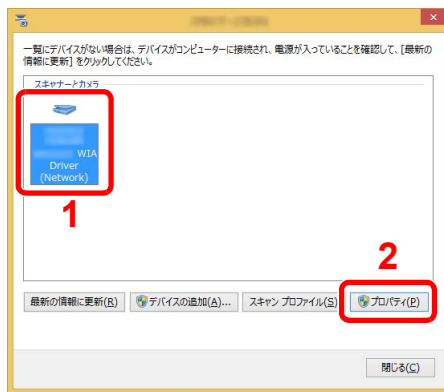 一覧にデバイスがない場合は、デバイスがコンピューターに接続され、電源が入っていることを確認して、[最新の
情報に更新] をクリックしてください。
スキャナーとカメラ
WIA
Driver
(Network)
1
2
最新の情報に更新(R)
デバイスの追加(A)...
スキャン プロファイル(S)
プロパティ(P)
閉じる(C)